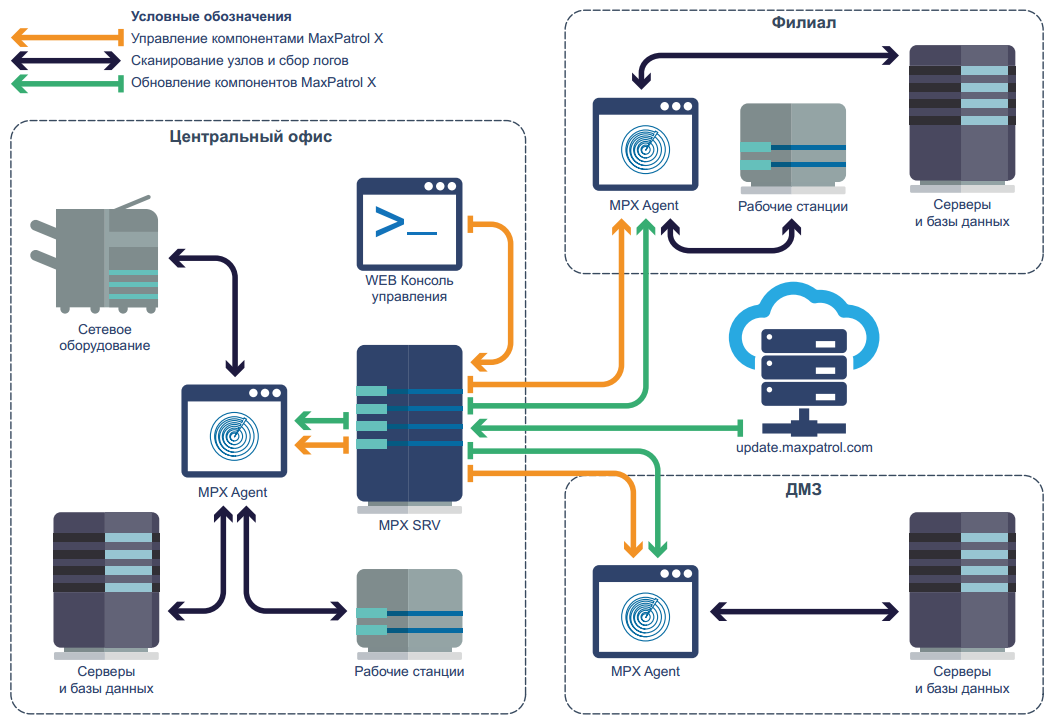 Условные обозначения
Управление компонентами MaxPatrol X
Сканирование узлов и сбор логов
Обновление компонентов MaxPatrol X
Центральный офис
Сетевое
оборудование
>_
WEB Консоль
управления
MPX Agent
MPX SRV
Серверы
и базы данных
Рабочие станции
Филиал
MPX Agent
Рабочие станции
Серверы
и базы данных
update.maxpatrol.com
ДМЗ
MPX Agent
Серверы
и базы данных